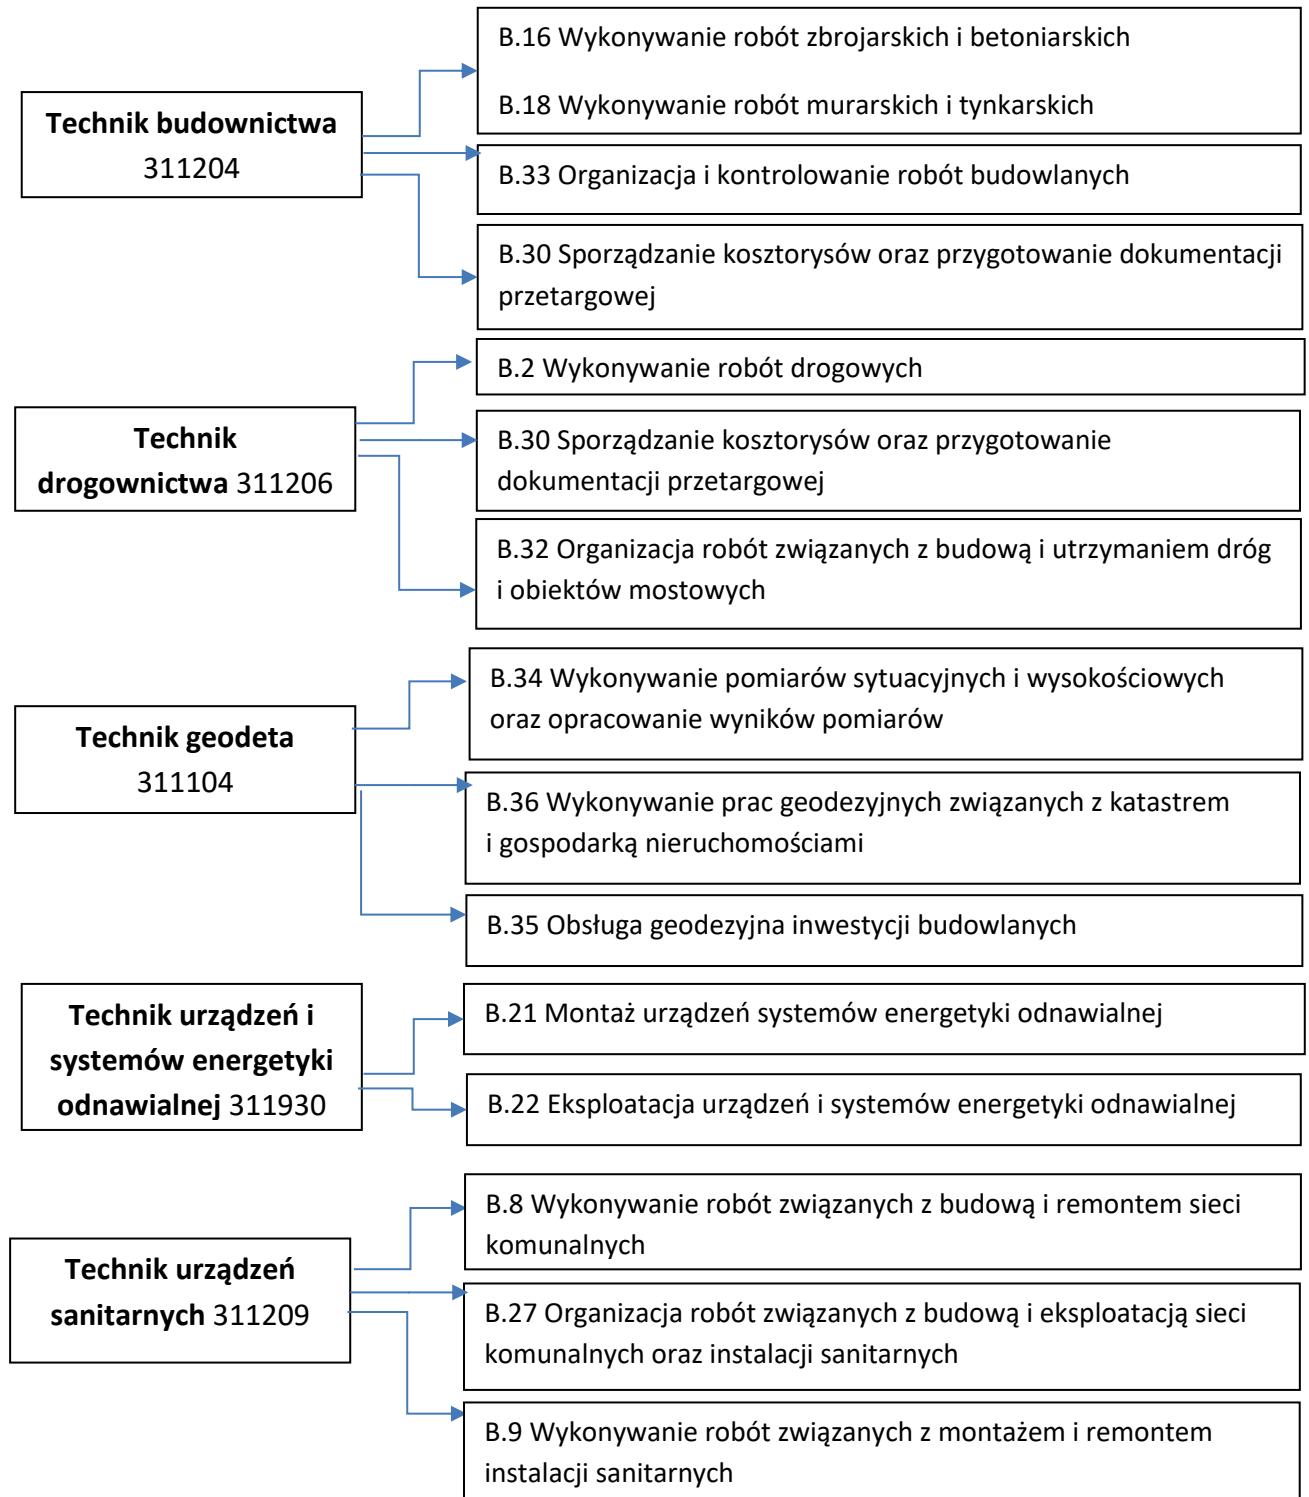 Technik budownictwa
311204
B.16 Wykonywanie robót zbrojarskich i betoniarskich
B.18 Wykonywanie robót murarskich i tynkarskich
B.33 Organizacja i kontrolowanie robót budowlanych
B.30 Sporządzanie kosztorysów oraz przygotowanie dokumentacji
przetargowej
Technik
drogownictwa 311206
B.2 Wykonywanie robót drogowych
B.30 Sporządzanie kosztorysów oraz przygotowanie
dokumentacji przetargowej
B.32 Organizacja robót związanych z budową i utrzymaniem dróg
i obiektów mostowych
Technik geodeta
311104
B.34 Wykonywanie pomiarów sytuacyjnych i wysokościowych
oraz opracowanie wyników pomiarów
B.36 Wykonywanie prac geodezyjnych związanych z katastrem
i gospodarką nieruchomościami
B.35 Obsługa geodezyjna inwestycji budowlanych
Technik urządzeń i
systemów energetyki
odnawialnej 311930
B.21 Montaż urządzeń systemów energetyki odnawialnej
B.22 Eksploatacja urządzeń i systemów energetyki odnawialnej
Technik urządzeń
sanitarnych 311209
B.8 Wykonywanie robót związanych z budową i remontem sieci
komunalnych
B.27 Organizacja robót związanych z budową i eksploatacją sieci
komunalnych oraz instalacji sanitarnych
B.9 Wykonywanie robót związanych z montażem i remontem
instalacji sanitarnych